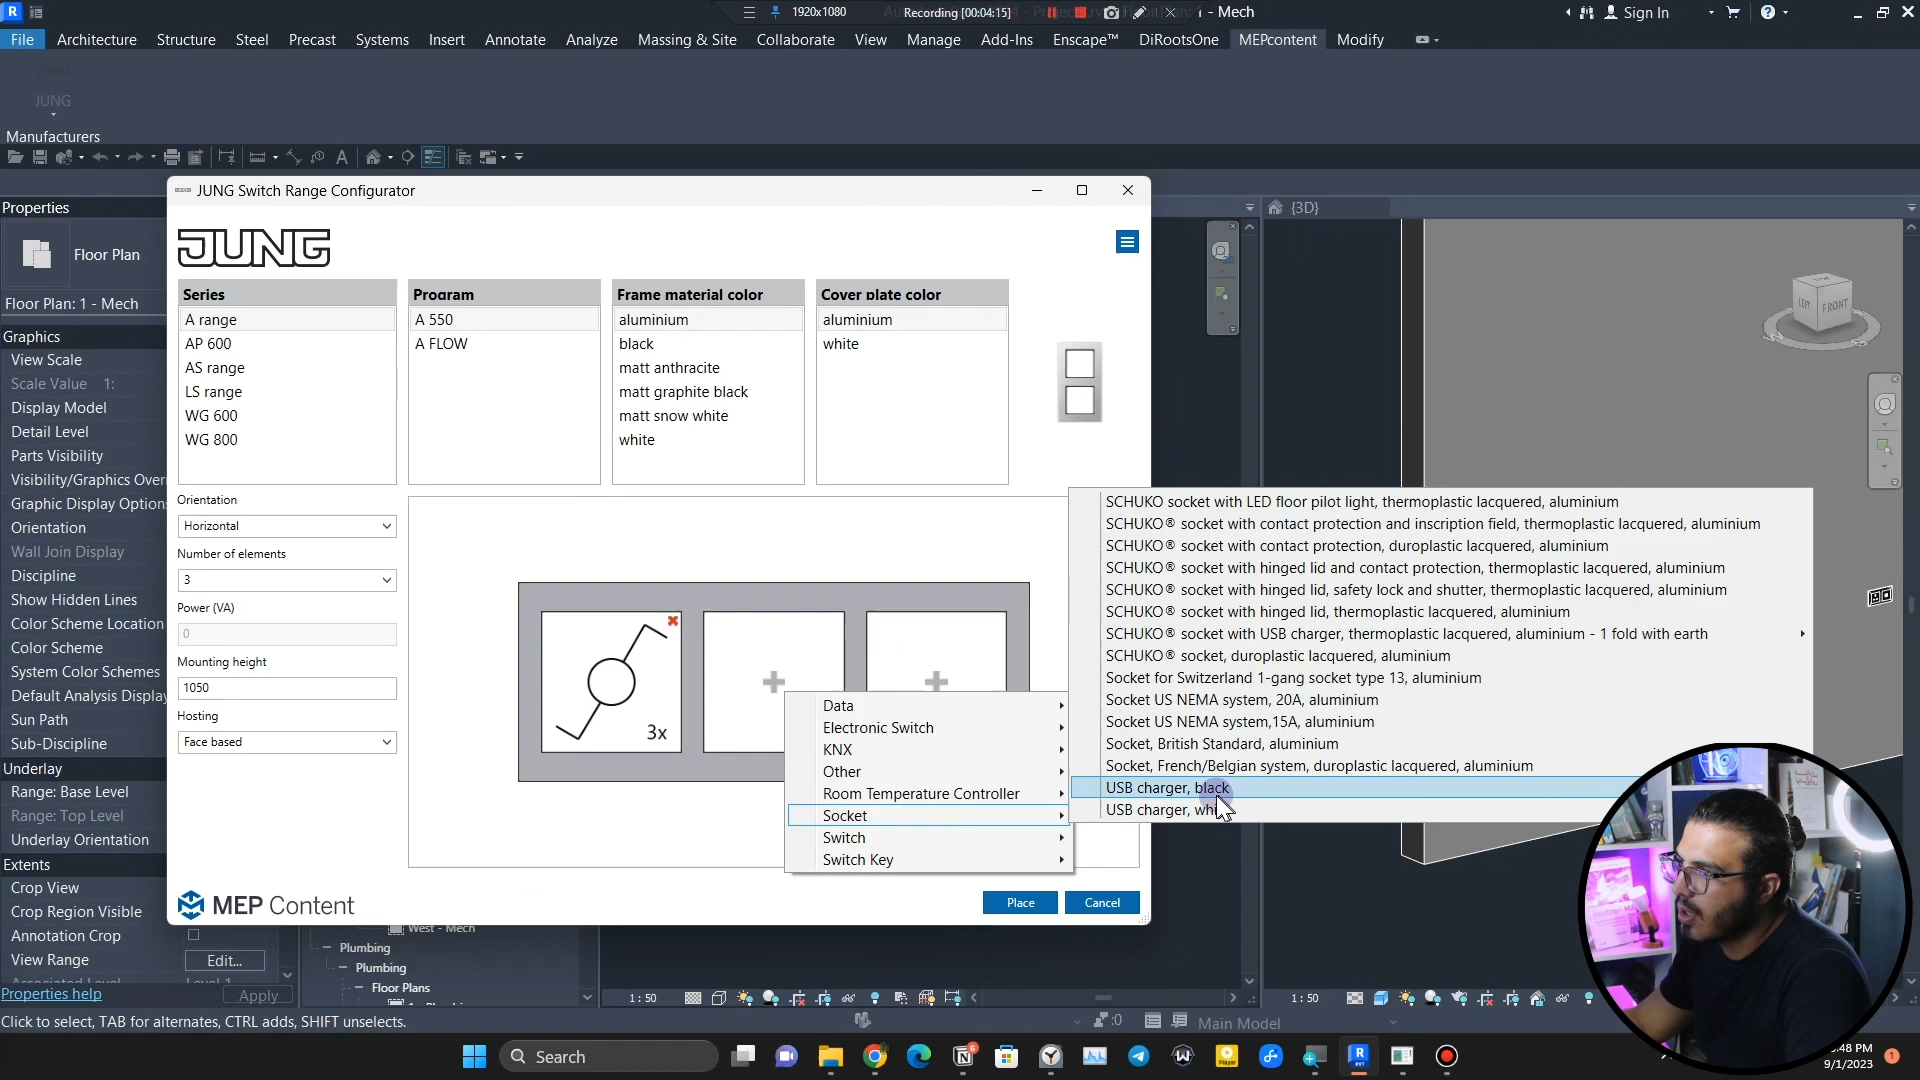 1920x1080
Recording [00:04:15]
- Mech
Sign In
File
Architecture
Structure
Steel
Precast
Systems
Insert
Annotate
Analyze
Massing & Site
Collaborate
View
Manage
Add-Ins
Enscape™
DiRootsOne
MEPcontent
Modify
JUNG
Manufacturers
Properties
Floor Plan
Floor Plan: 1 - Mech
Graphics
View Scale
Scale Value 1:
Display Model
Detail Level
Parts Visibility
Visibility/Graphics Over
Graphic Display Options
Orientation
Wall Join Display
Discipline
Show Hidden Lines
Color Scheme Location
Color Scheme
System Color Schemes
Default Analysis Display
Sun Path
Sub-Discipline
Underlay
Range: Base Level
Range: Top Level
Underlay Orientation
Extents
Crop View
Crop Region Visible
Annotation Crop
View Range
Edit...
Associated Level
Properties help
Apply
JUNG Switch Range Configurator
JUNG
Series
A range
AP 600
AS range
LS range
WG 600
WG 800
Program
A 550
A FLOW
Frame material color
aluminium
black
matt anthracite
matt graphite black
matt snow white
white
Cover plate color
aluminium
white
Orientation
Horizontal
Number of elements
3
Power (VA)
0
Mounting height
1050
Hosting
Face based
3x
Data
Electronic Switch
KNX
Other
Room Temperature Controller
Socket
Switch
Switch Key
SCHUKO socket with LED floor pilot light, thermoplastic lacquered, aluminium
SCHUKO® socket with contact protection and inscription field, thermoplastic lacquered, aluminium
SCHUKO® socket with contact protection, duroplastic lacquered, aluminium
SCHUKO® socket with hinged lid and contact protection, thermoplastic lacquered, aluminium
SCHUKO® socket with hinged lid, safety lock and shutter, thermoplastic lacquered, aluminium
SCHUKO® socket with hinged lid, thermoplastic lacquered, aluminium
SCHUKO® socket with USB charger, thermoplastic lacquered, aluminium - 1 fold with earth
SCHUKO® socket, duroplastic lacquered, aluminium
Socket for Switzerland 1-gang socket type 13, aluminium
Socket US NEMA system, 20A, aluminium
Socket US NEMA system,15A, aluminium
Socket, British Standard, aluminium
Socket, French/Belgian system, duroplastic lacquered, aluminium
USB charger, black
USB charger, whi
MEP Content
Place
Cancel
{3D}
LEFT
FRONT
West - Mech
Plumbing
Plumbing
Floor Plans
1 : 50
1 : 50
Click to select, TAB for alternates, CTRL adds, SHIFT unselects.
:0
Main Model
Search
:48 PM
9/1/2023
1